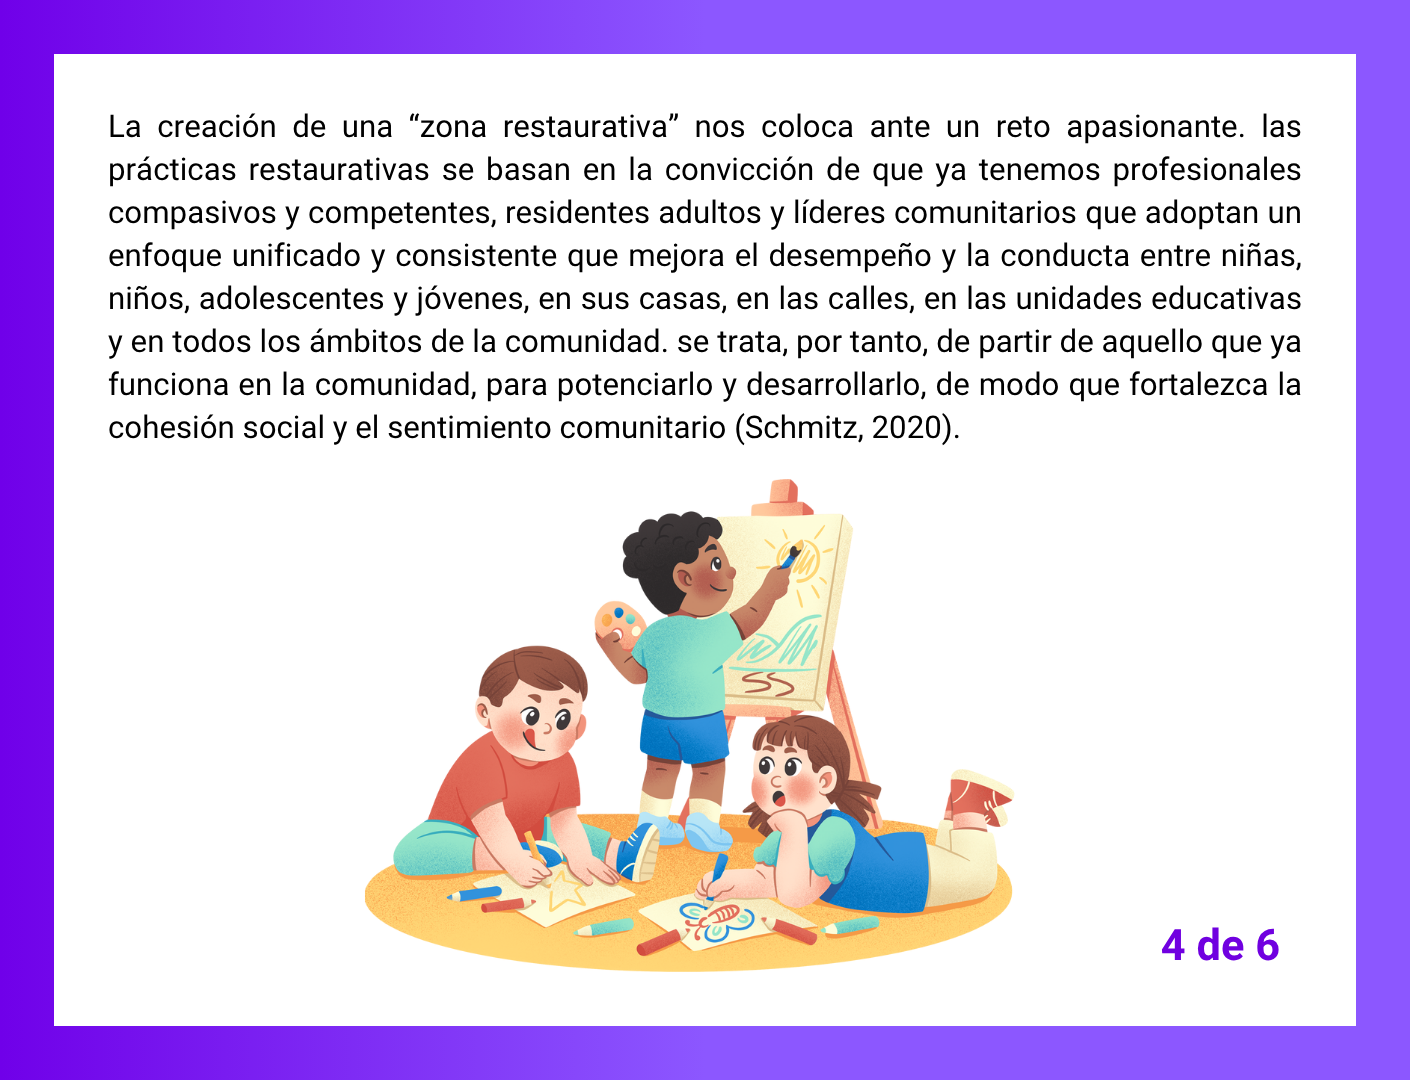 La creación de una “zona restaurativa” nos coloca ante un reto apasionante. las
prácticas restaurativas se basan en la convicción de que ya tenemos profesionales
compasivos y competentes, residentes adultos y líderes comunitarios que adoptan un
enfoque unificado y consistente que mejora el desempeño y la conducta entre niñas,
niños, adolescentes y jóvenes, en sus casas, en las calles, en las unidades educativas
y en todos los ámbitos de la comunidad. se trata, por tanto, de partir de aquello que ya
funciona en la comunidad, para potenciarlo y desarrollarlo, de modo que fortalezca la
cohesión social y el sentimiento comunitario (Schmitz, 2020).
4 de 6